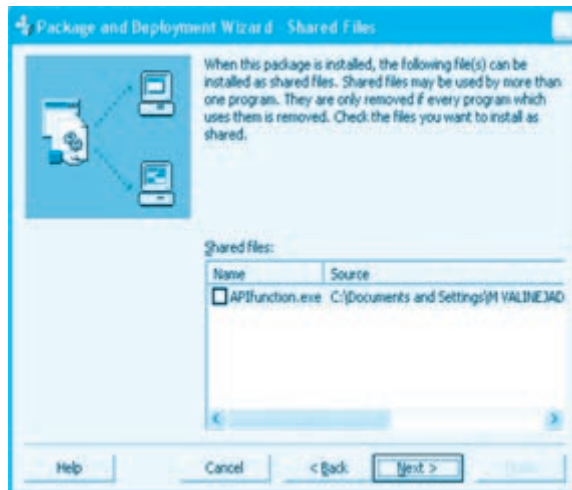 Package and Deployment Wizard - Shared Files
When this package is installed, the following file(s) can be
installed as shared files. Shared files may be used by more than
one program. They are only removed if every program which
uses them is removed. Check the files you want to install as
shared.
Shared files:
Name Source
APIfunction.exe C:\Documents and Settings\M VALINEJAD
Help Cancel < Back Next >